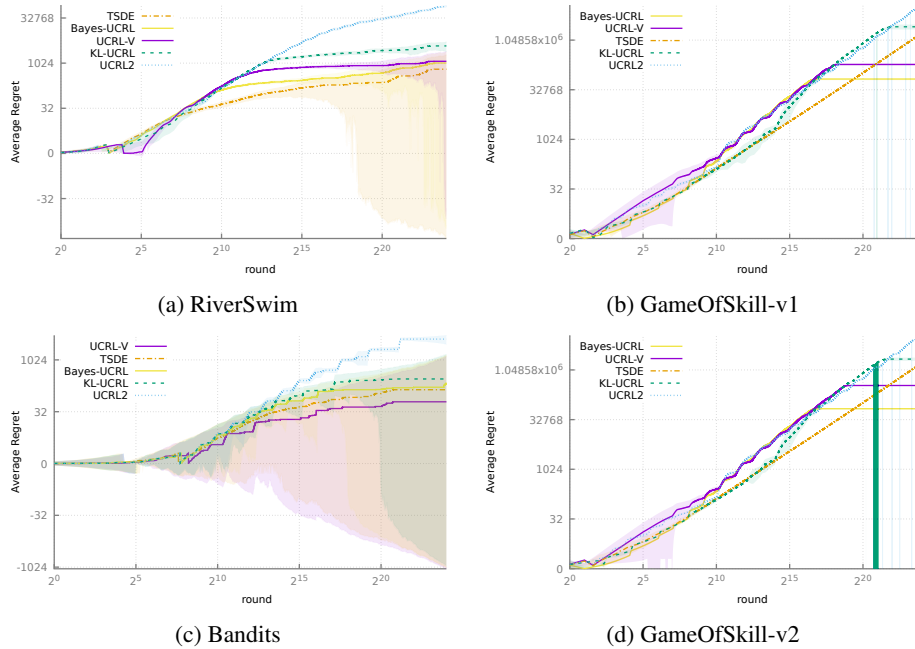 TSDE
Bayes-UCRL
UCRL-V
KL-UCRL
UCRL2
32768
1024
32
0
-32
Average Regret
2^0 2^5 2^10 2^15 2^20
round
(a) RiverSwim
Bayes-UCRL
UCRL-V
TSDE
KL-UCRL
UCRL2
1.04858x10^6
32768
1024
32
0
Average Regret
2^0 2^5 2^10 2^15 2^20
round
(b) GameOfSkill-v1
UCRL-V
TSDE
Bayes-UCRL
KL-UCRL
UCRL2
1024
32
0
-32
-1024
Average Regret
2^0 2^5 2^10 2^15 2^20
round
(c) Bandits
Bayes-UCRL
UCRL-V
TSDE
KL-UCRL
UCRL2
1.04858x10^6
32768
1024
32
0
Average Regret
2^0 2^5 2^10 2^15 2^20
round
(d) GameOfSkill-v2